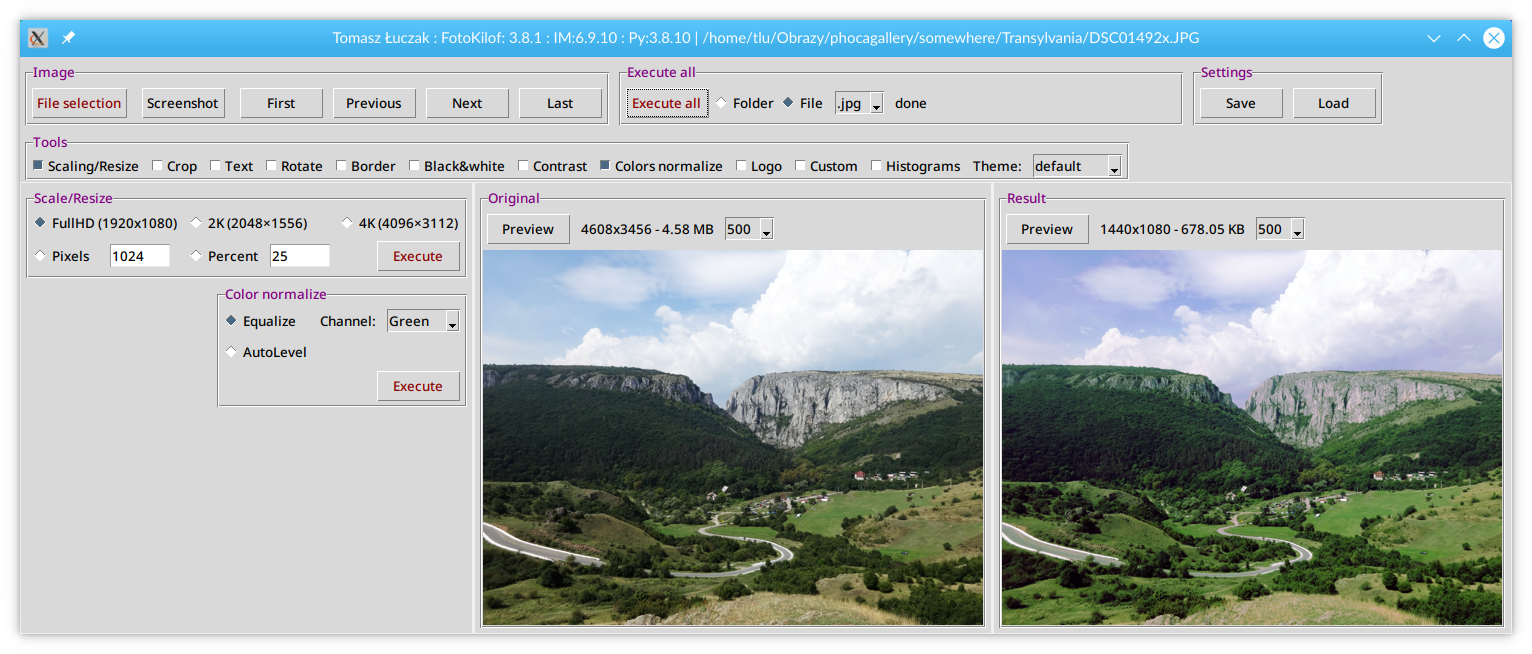 Tomasz Łuczak : FotoKilof: 3.8.1 : IM:6.9.10 : Py:3.8.10 | /home/tlu/Obrazy/phocagallery/somewhere/Transylvania/DSC01492x.JPG
Image
File selection Screenshot First Previous Next Last
Execute all
Execute all Folder File .jpg done
Settings
Save Load
Tools
Scaling/Resize Crop Text Rotate Border Black&white Contrast Colors normalize Logo Custom Histograms Theme: default
Scale/Resize
FullHD (1920x1080) 2K (2048×1556) 4K (4096×3112)
Pixels 1024 Percent 25 Execute
Color normalize
Equalize Channel: Green
AutoLevel
Execute
Original
Preview 4608x3456 - 4.58 MB 500
Result
Preview 1440x1080 - 678.05 KB 500